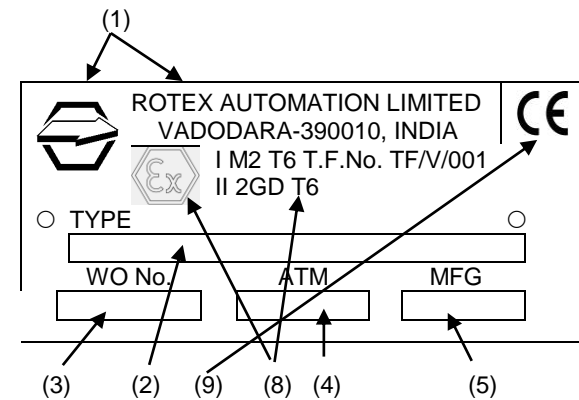 (1)
ROTEX AUTOMATION LIMITED
VADODARA-390010, INDIA
CE
Ex
I M2 T6 T.F.No. TF/V/001
II 2GD T6
TYPE
WO No. ATM MFG
(3) (2) (9) (8) (4) (5)